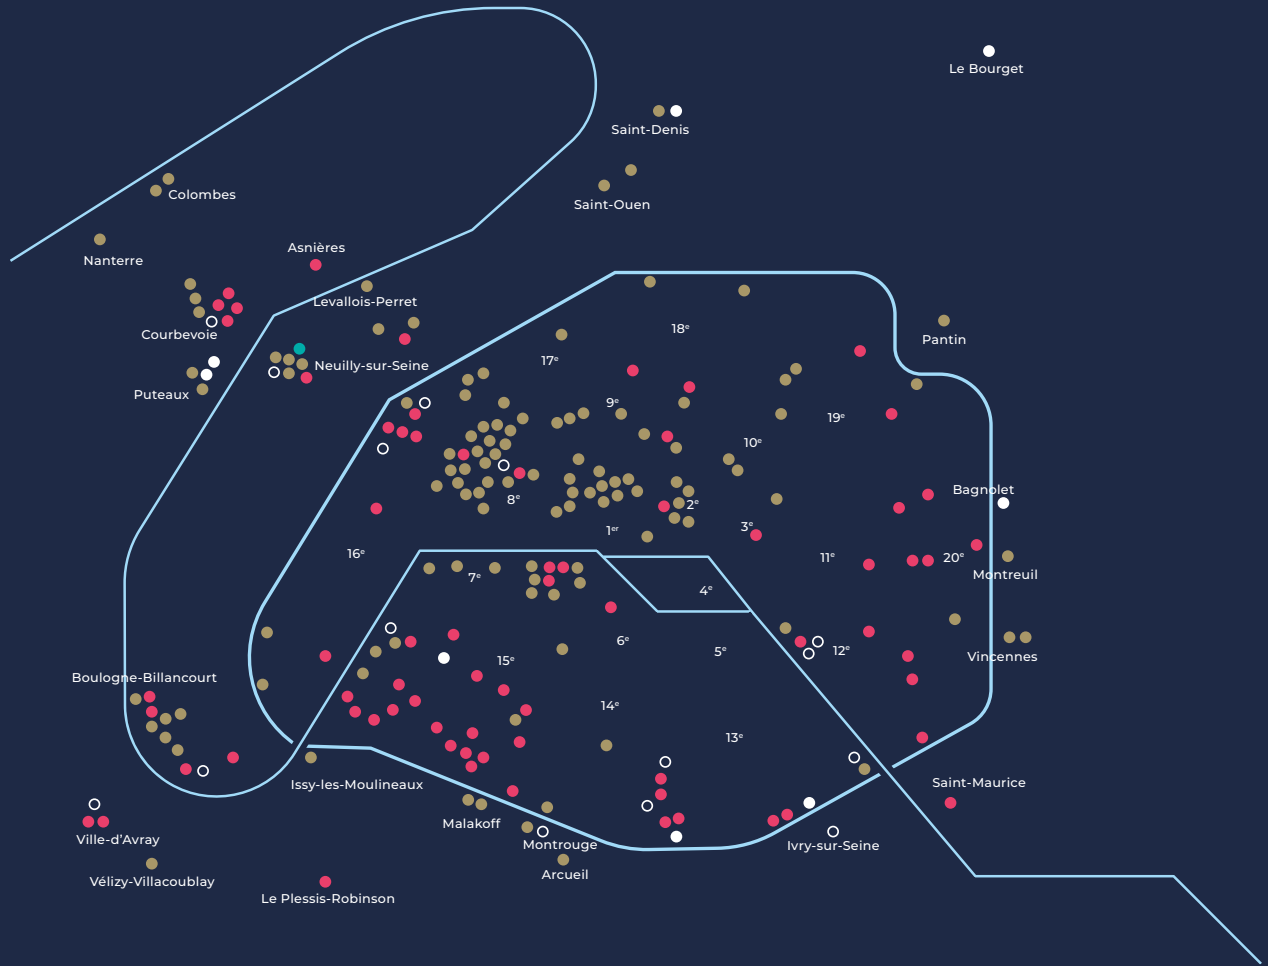 Le Bourget
Saint-Denis
Colombes
Saint-Ouen
Asnières
Nanterre
Levallois-Perret
18e
Courbevoie
Pantin
17e
Neuilly-sur-Seine
Puteaux
9e
19e
10e
Bagnolet
8e
2e
1er
3e
16e
11e
20e
Montreuil
7e
4e
6e
5e
12e
Vincennes
15e
Boulogne-Billancourt
14e
13e
Issy-les-Moulineaux
Saint-Maurice
Malakoff
Ville-d'Avray
Montrouge
Ivry-sur-Seine
Arcueil
Vélizy-Villacoublay
Le Plessis-Robinson